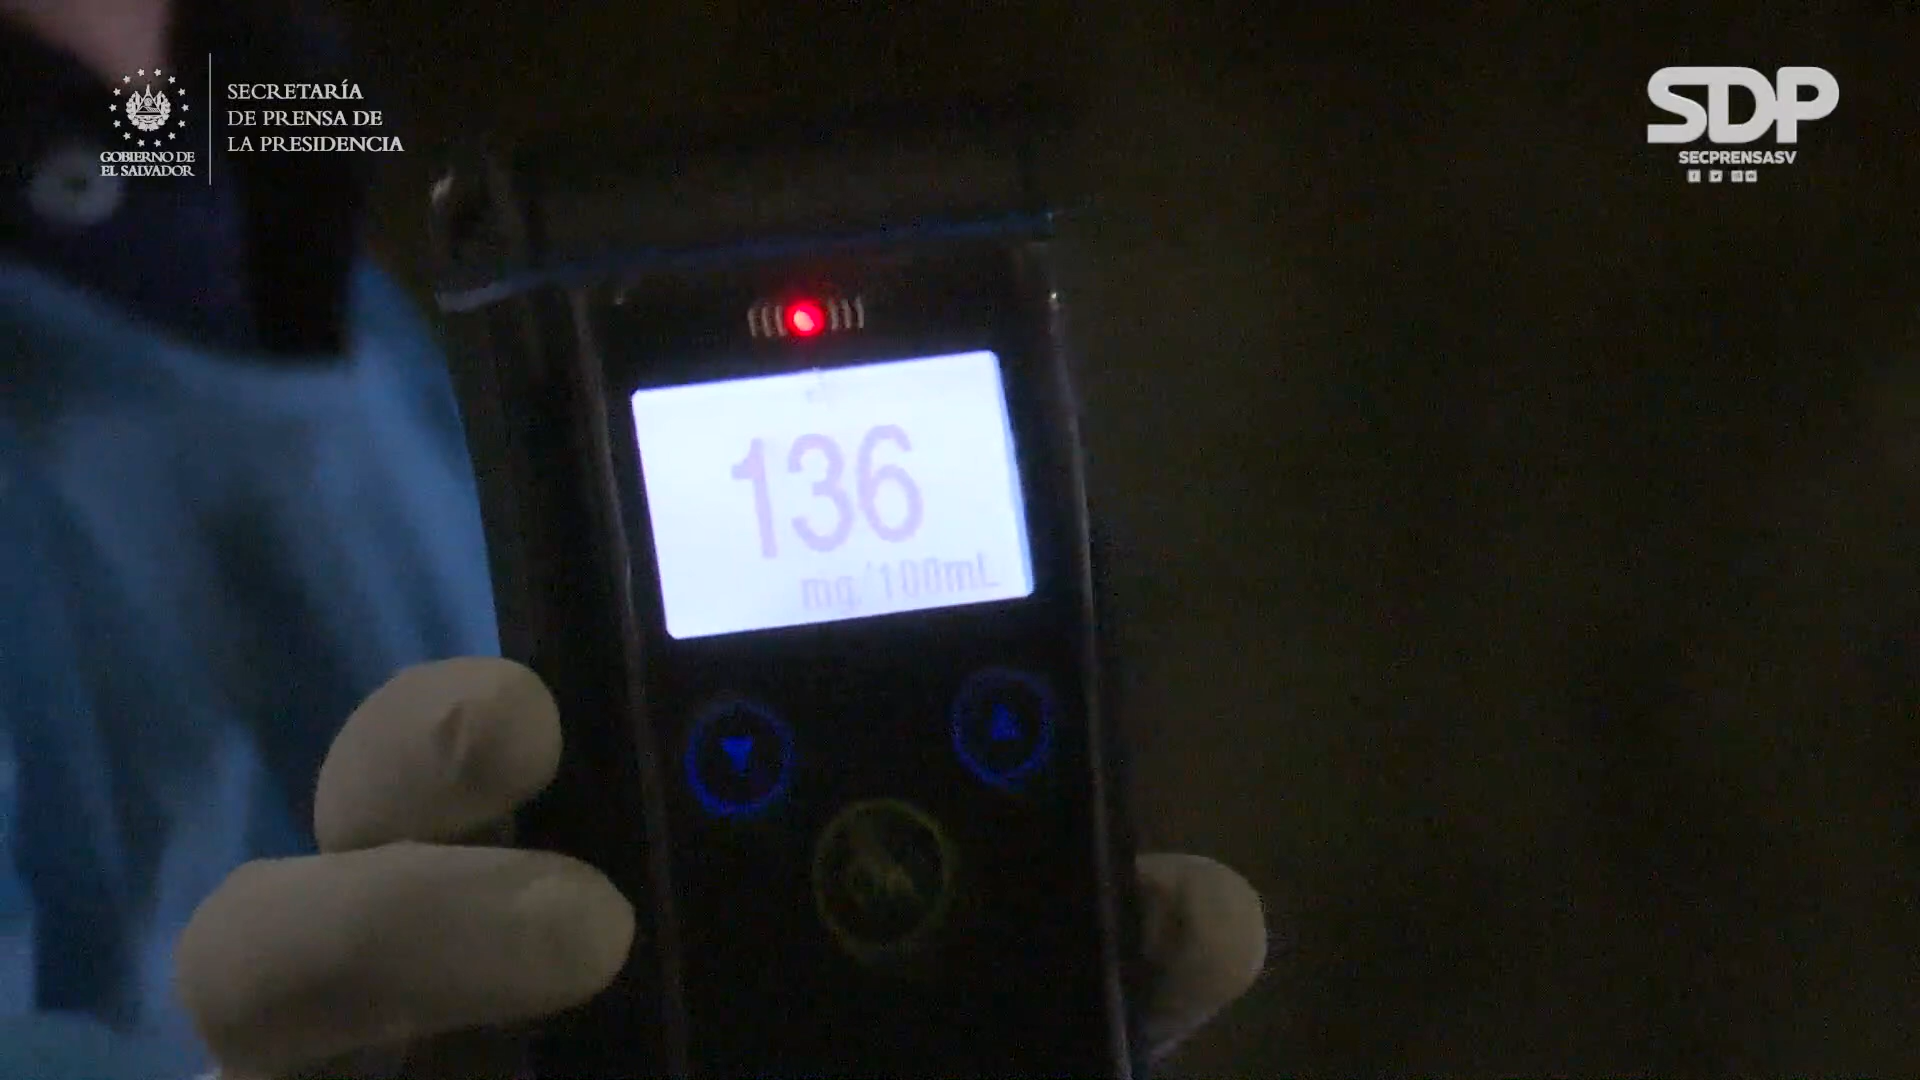 SECRETARÍA
DE PRENSA DE
LA PRESIDENCIA
GOBIERNO DE
EL SALVADOR
SDP
SECPRENSASV
136
mg/100mL